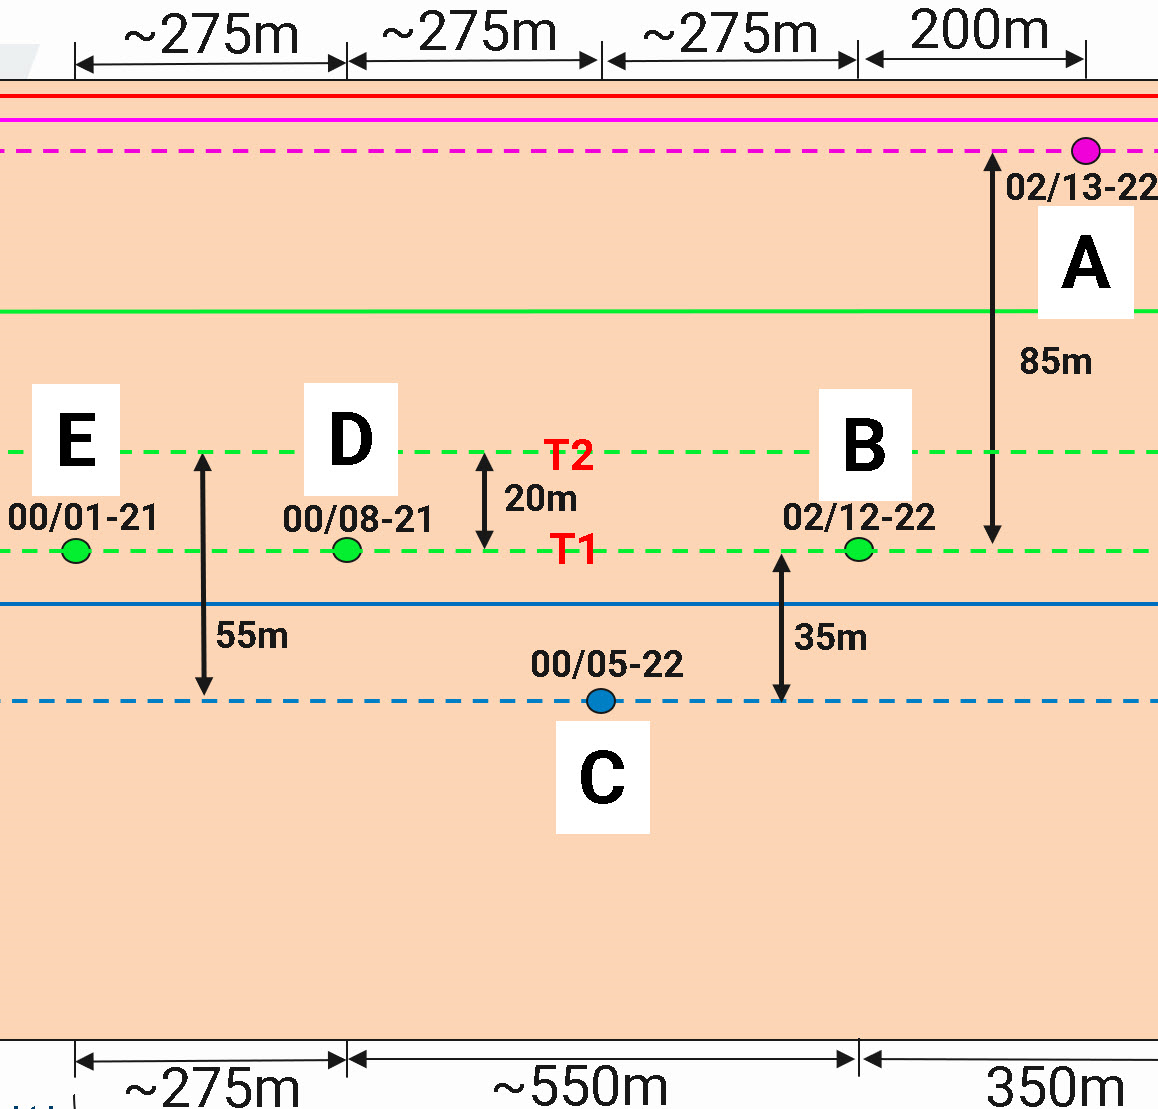 ~275m
~275m
~275m
200m
02/13-22
A
85m
E
D
B
T2
20m
00/01-21
00/08-21
02/12-22
T1
55m
35m
00/05-22
C
~275m
~550m
350m